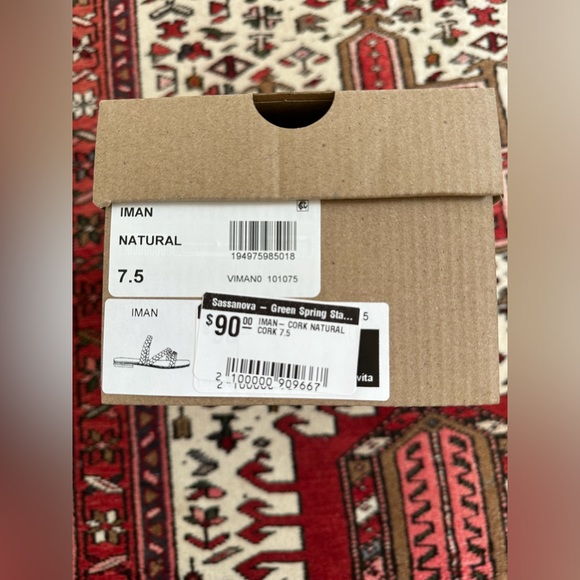 IMAN
NATURAL
194975985018
7.5
VIMAN0 101075
IMAN
5
Sassanova – Green Spring Sta...
$90.00
IMAN– CORK NATURAL
CORK 7.5
vita
2 100000 909667